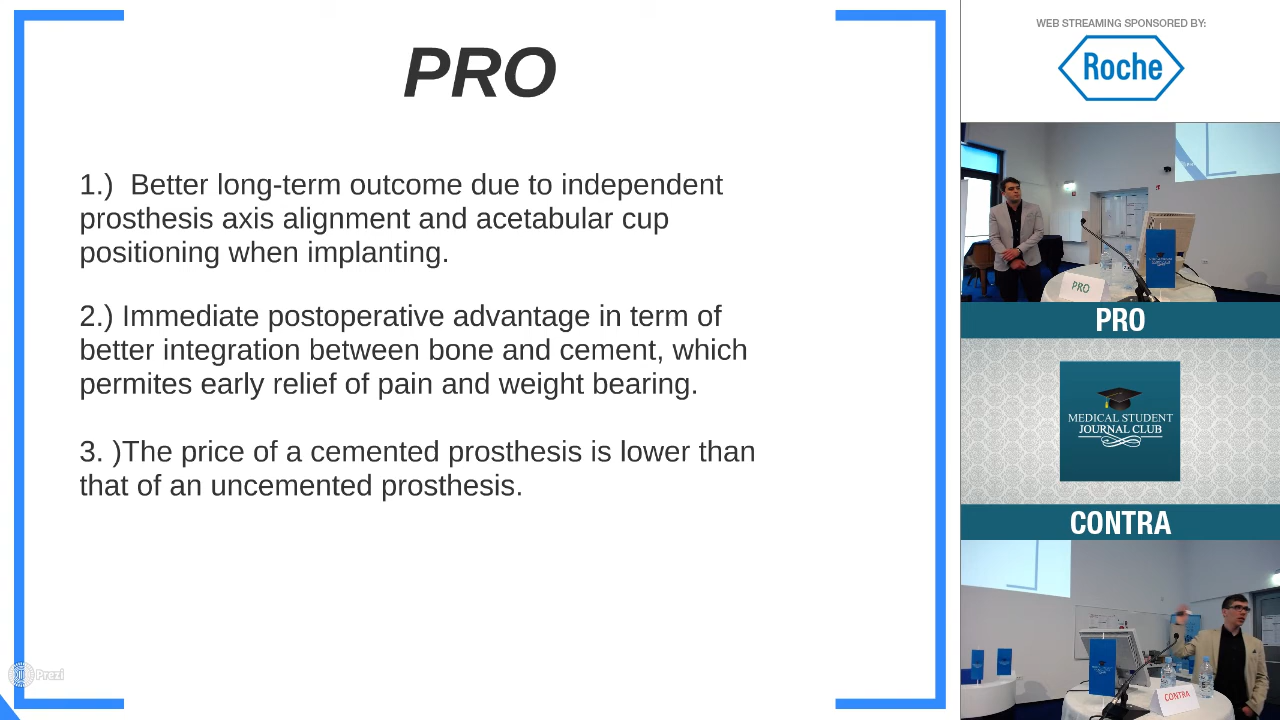 PRO
1.)  Better long-term outcome due to independent
prosthesis axis alignment and acetabular cup
positioning when implanting.
2.) Immediate postoperative advantage in term of
better integration between bone and cement, which
permites early relief of pain and weight bearing.
3. )The price of a cemented prosthesis is lower than
that of an uncemented prosthesis.
Prezi
WEB STREAMING SPONSORED BY:
Roche
PRO
PRO
MEDICAL STUDENT
JOURNAL CLUB
CONTRA
CONTRA